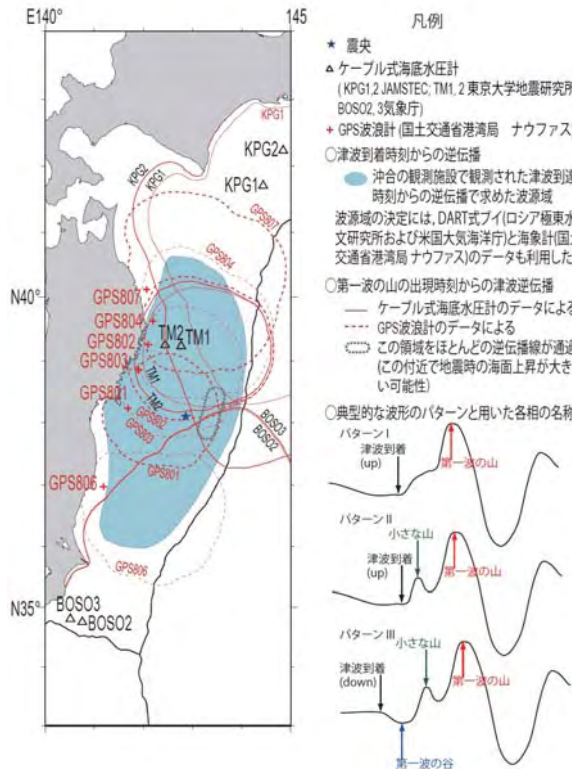 E140°
145
KPG1
KPG2
KPG2
KPG1
KPG1
GPS807
GPS804
N40°
GPS807
GPS804
GPS802
TM2
TM1
GPS803
TM1
GPS801
TM2
GPS802
GPS803
GPS801
BOSO3
BOSO2
GPS806
GPS806
N35°
BOSO3
BOSO2
凡例
震央
ケーブル式海底水圧計
(KPG1,2 JAMSTEC; TM1, 2 東京大学地震研究所
BOSO2, 3気象庁)
GPS波浪計 (国土交通省港湾局 ナウファス
○津波到着時刻からの逆伝播
沖合の観測施設で観測された津波到達
時刻からの逆伝播で求めた波源域
波源域の決定には, DART式ブイ(ロシア極東水
文研究所および米国大気海洋庁)と海象計(国土
交通省港湾局ナウファス)のデータも利用した
○第一波の山の出現時刻からの津波逆伝播
ケーブル式海底水圧計のデータによる
GPS波浪計のデータによる
この領域をほとんどの逆伝播線が通過
(この付近で地震時の海面上昇が大き
い可能性)
○典型的な波形のパターンと用いた各相の名称
パターン I
津波到着
(up)
第一波の山
パターン II
小さな山
津波到着
(up)
第一波の山
パターン III
小さな山
津波到着
(down)
第一波の山
第一波の谷